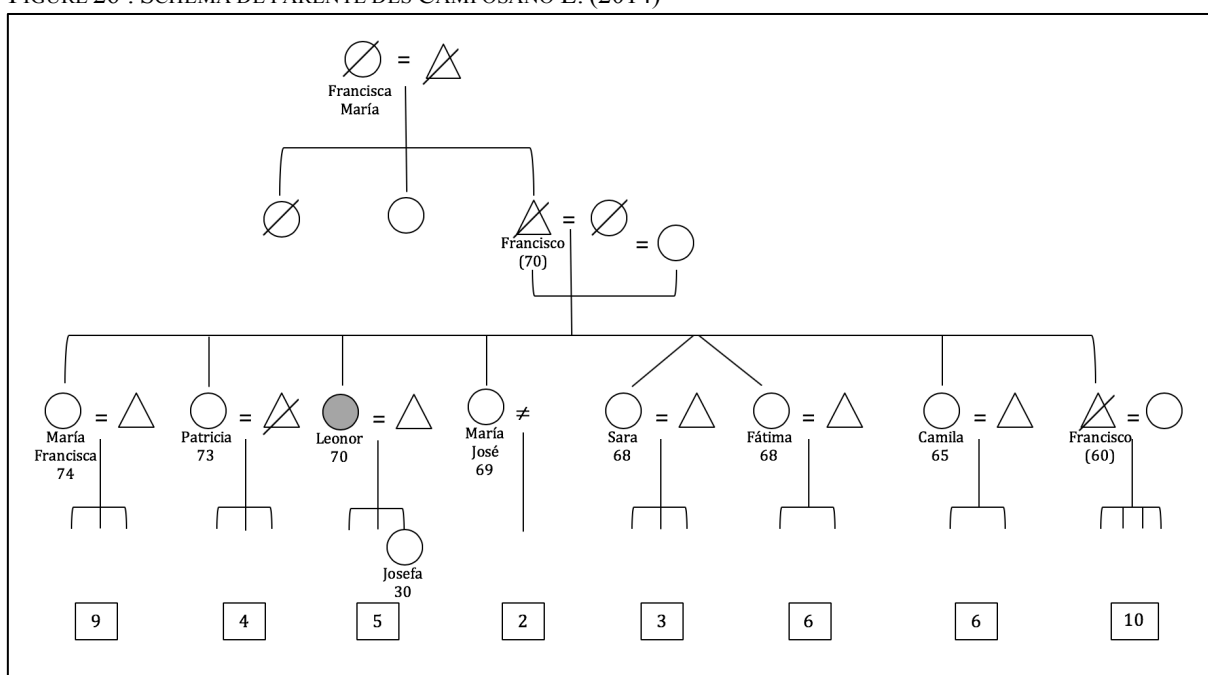 FIGURE : SCHEMA DE PARENTE DES CAMPOSANO E. (2014)
Francisca
María
Francisco
(70)
María
Francisca
74
Patricia
73
Leonor
70
María
José
69
Sara
68
Fátima
68
Camila
65
Francisco
(60)
Josefa
30
9
4
5
2
3
6
6
10